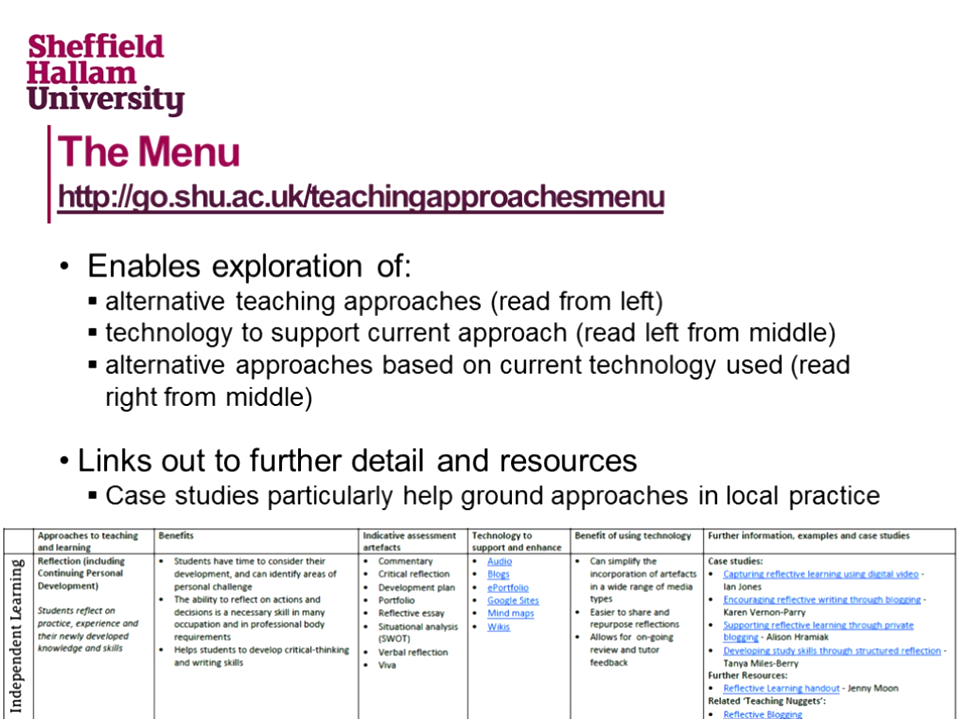 Sheffield
Hallam
University
The Menu
http://go.shu.ac.uk/teachingapproachesmenu
• Enables exploration of:
▪ alternative teaching approaches (read from left)
▪ technology to support current approach (read left from middle)
▪ alternative approaches based on current technology used (read
right from middle)
• Links out to further detail and resources
▪ Case studies particularly help ground approaches in local practice
Approaches to teaching
and learning
Benefits
Indicative assessment
artefacts
Technology to
support and enhance
Benefit of using technology
Further information, examples and case studies
Independent Learning
Reflection (including
Continuing Personal
Development)
Students reflect on
practice, experience and
their newly developed
knowledge and skills
• Students have time to consider their
development, and can identify areas of
personal challenge
• The ability to reflect on actions and
decisions is a necessary skill in many
occupation and in professional body
requirements
• Helps students to develop critical-thinking
and writing skills
• Commentary
• Critical reflection
• Development plan
• Portfolio
• Reflective essay
• Situational analysis
(SWOT)
• Verbal reflection
• Viva
• Audio
• Blogs
• ePortfolio
• Google Sites
• Mind maps
• Wikis
• Can simplify the
incorporation of artefacts
in a wide range of media
types
• Easier to share and
repurpose reflections
• Allows for on-going
review and tutor
feedback
Case studies:
• Capturing reflective learning using digital video -
Ian Jones
• Encouraging reflective writing through blogging -
Karen Vernon-Parry
• Supporting reflective learning through private
blogging - Alison Hramiak
• Developing study skills through structured reflection -
Tanya Miles-Berry
Further Resources:
• Reflective Learning handout - Jenny Moon
Related 'Teaching Nuggets':
• Reflective Blogging